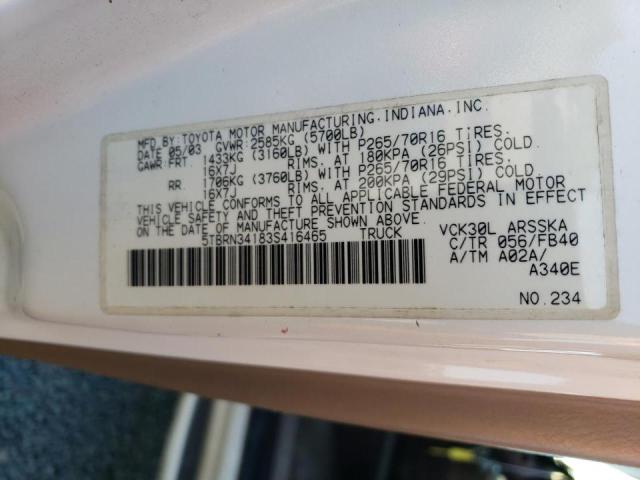 MFD.BY:TOYOTA MOTOR MANUFACTURING.INDIANA.INC.
DATE 06/03 GVWR:2585KG (5700LB)
GAWR FRT 1433KG (3160LB) WITH P265/70R16 TIRES.
16X7J RIMS. AT 180KPA (26PSI) COLD.
RR 1706KG (3760LB) WITH P265/70R16 TIRES.
16X7J RIMS. AT 200KPA (29PSI) COLD.
THIS VEHICLE CONFORMS TO ALL APPLICABLE FEDERAL MOTOR
VEHICLE SAFETY AND BUMPER STANDARDS IN EFFECT
ON THE DATE OF MANUFACTURE SHOWN ABOVE.
5TBRN34183S416465 TRUCK VCK30L ARSSKA
C/TR 056/FB40
A/TM A02A/
A340E
NO.234